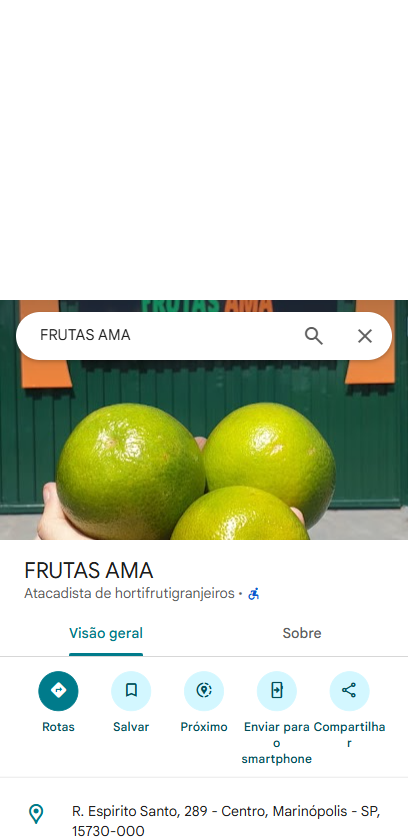 FRUTAS AMA
FRUTAS AMA
FRUTAS AMA
Atacadista de hortifrutigranjeiros •
Visão geral
Sobre
Rotas
Salvar
Próximo
Enviar para
o
smartphone
Compartilha
r
R. Espirito Santo, 289 - Centro, Marinópolis - SP,
15730-000